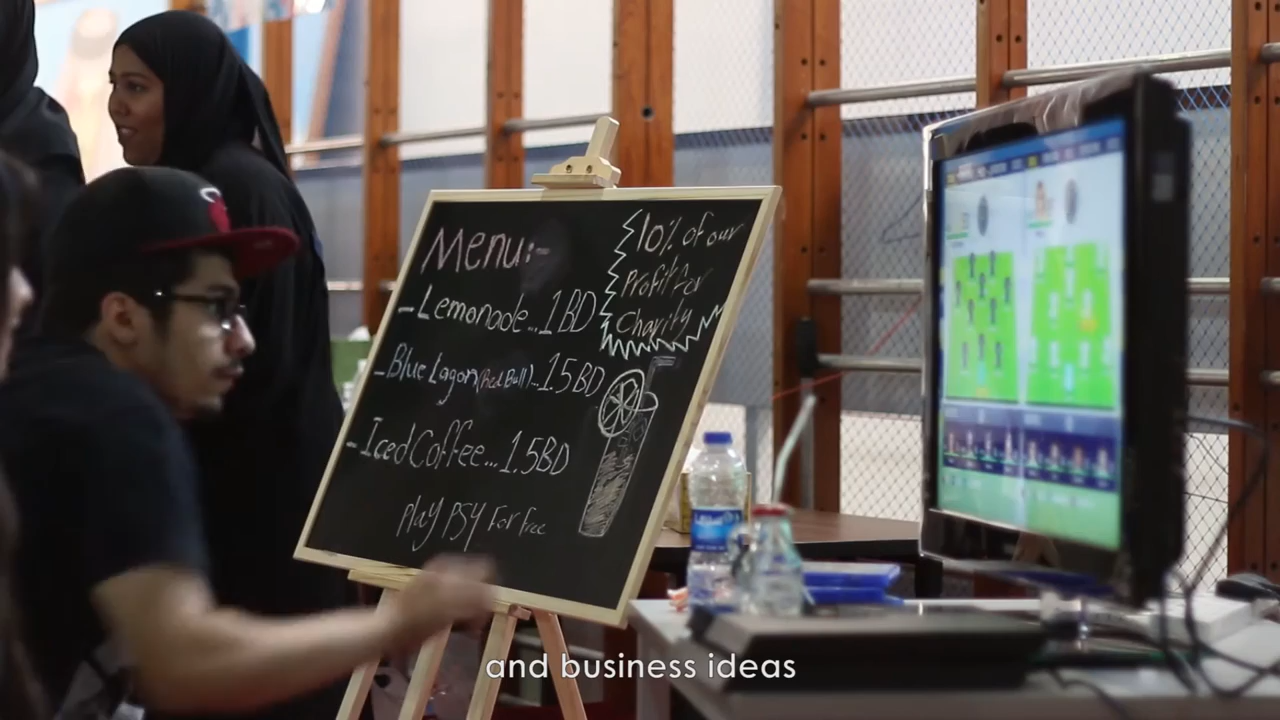 Menu:-
- Lemonade...1BD
- Blue Lagon (Red Bull)...1.5BD
- Iced Coffee...1.5BD
Play PS4 For Free
10% of our
Profit for
Charity
and business ideas